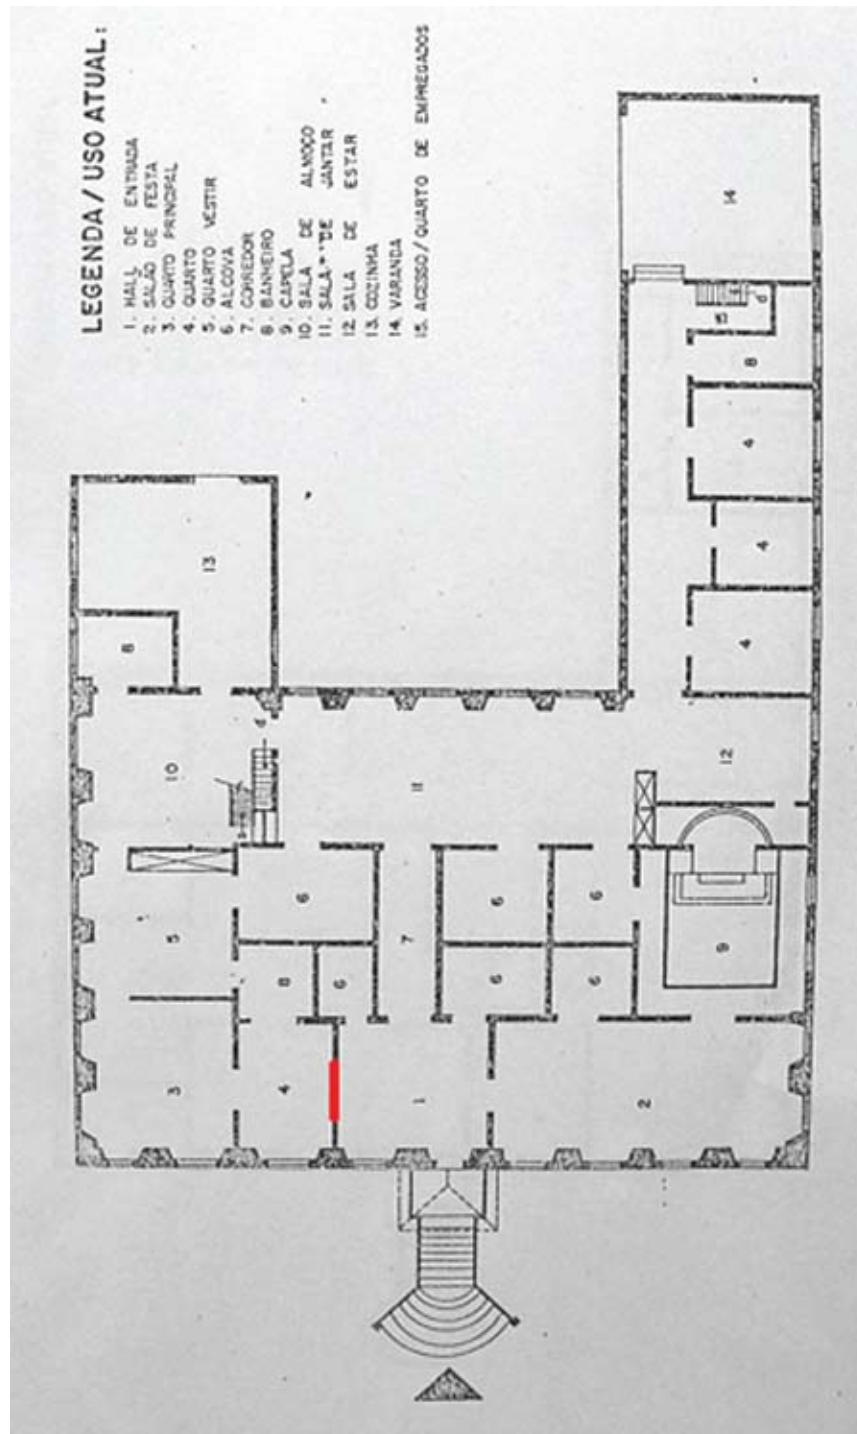 LEGENDA / USO ATUAL:
1. HALL DE ENTRADA
2. SALÃO DE FESTA
3. QUARTO PRINCIPAL
4. QUARTO
5. QUARTO VESTIR
6. ALCOVA
7. CORREDOR
8. BANHEIRO
9. CAPELA
10. SALA DE ALMOÇO
11. SALA DE JANTAR
12. SALA DE ESTAR
13. COZINHA
14. VARANDA
15. ACESSO/QUARTO DE EMPREGADOS
8
3
5
10
13
4
8
d
6
6
1
7
11
6
6
6
6
2
9
12
4
4
4
8
15
d
14